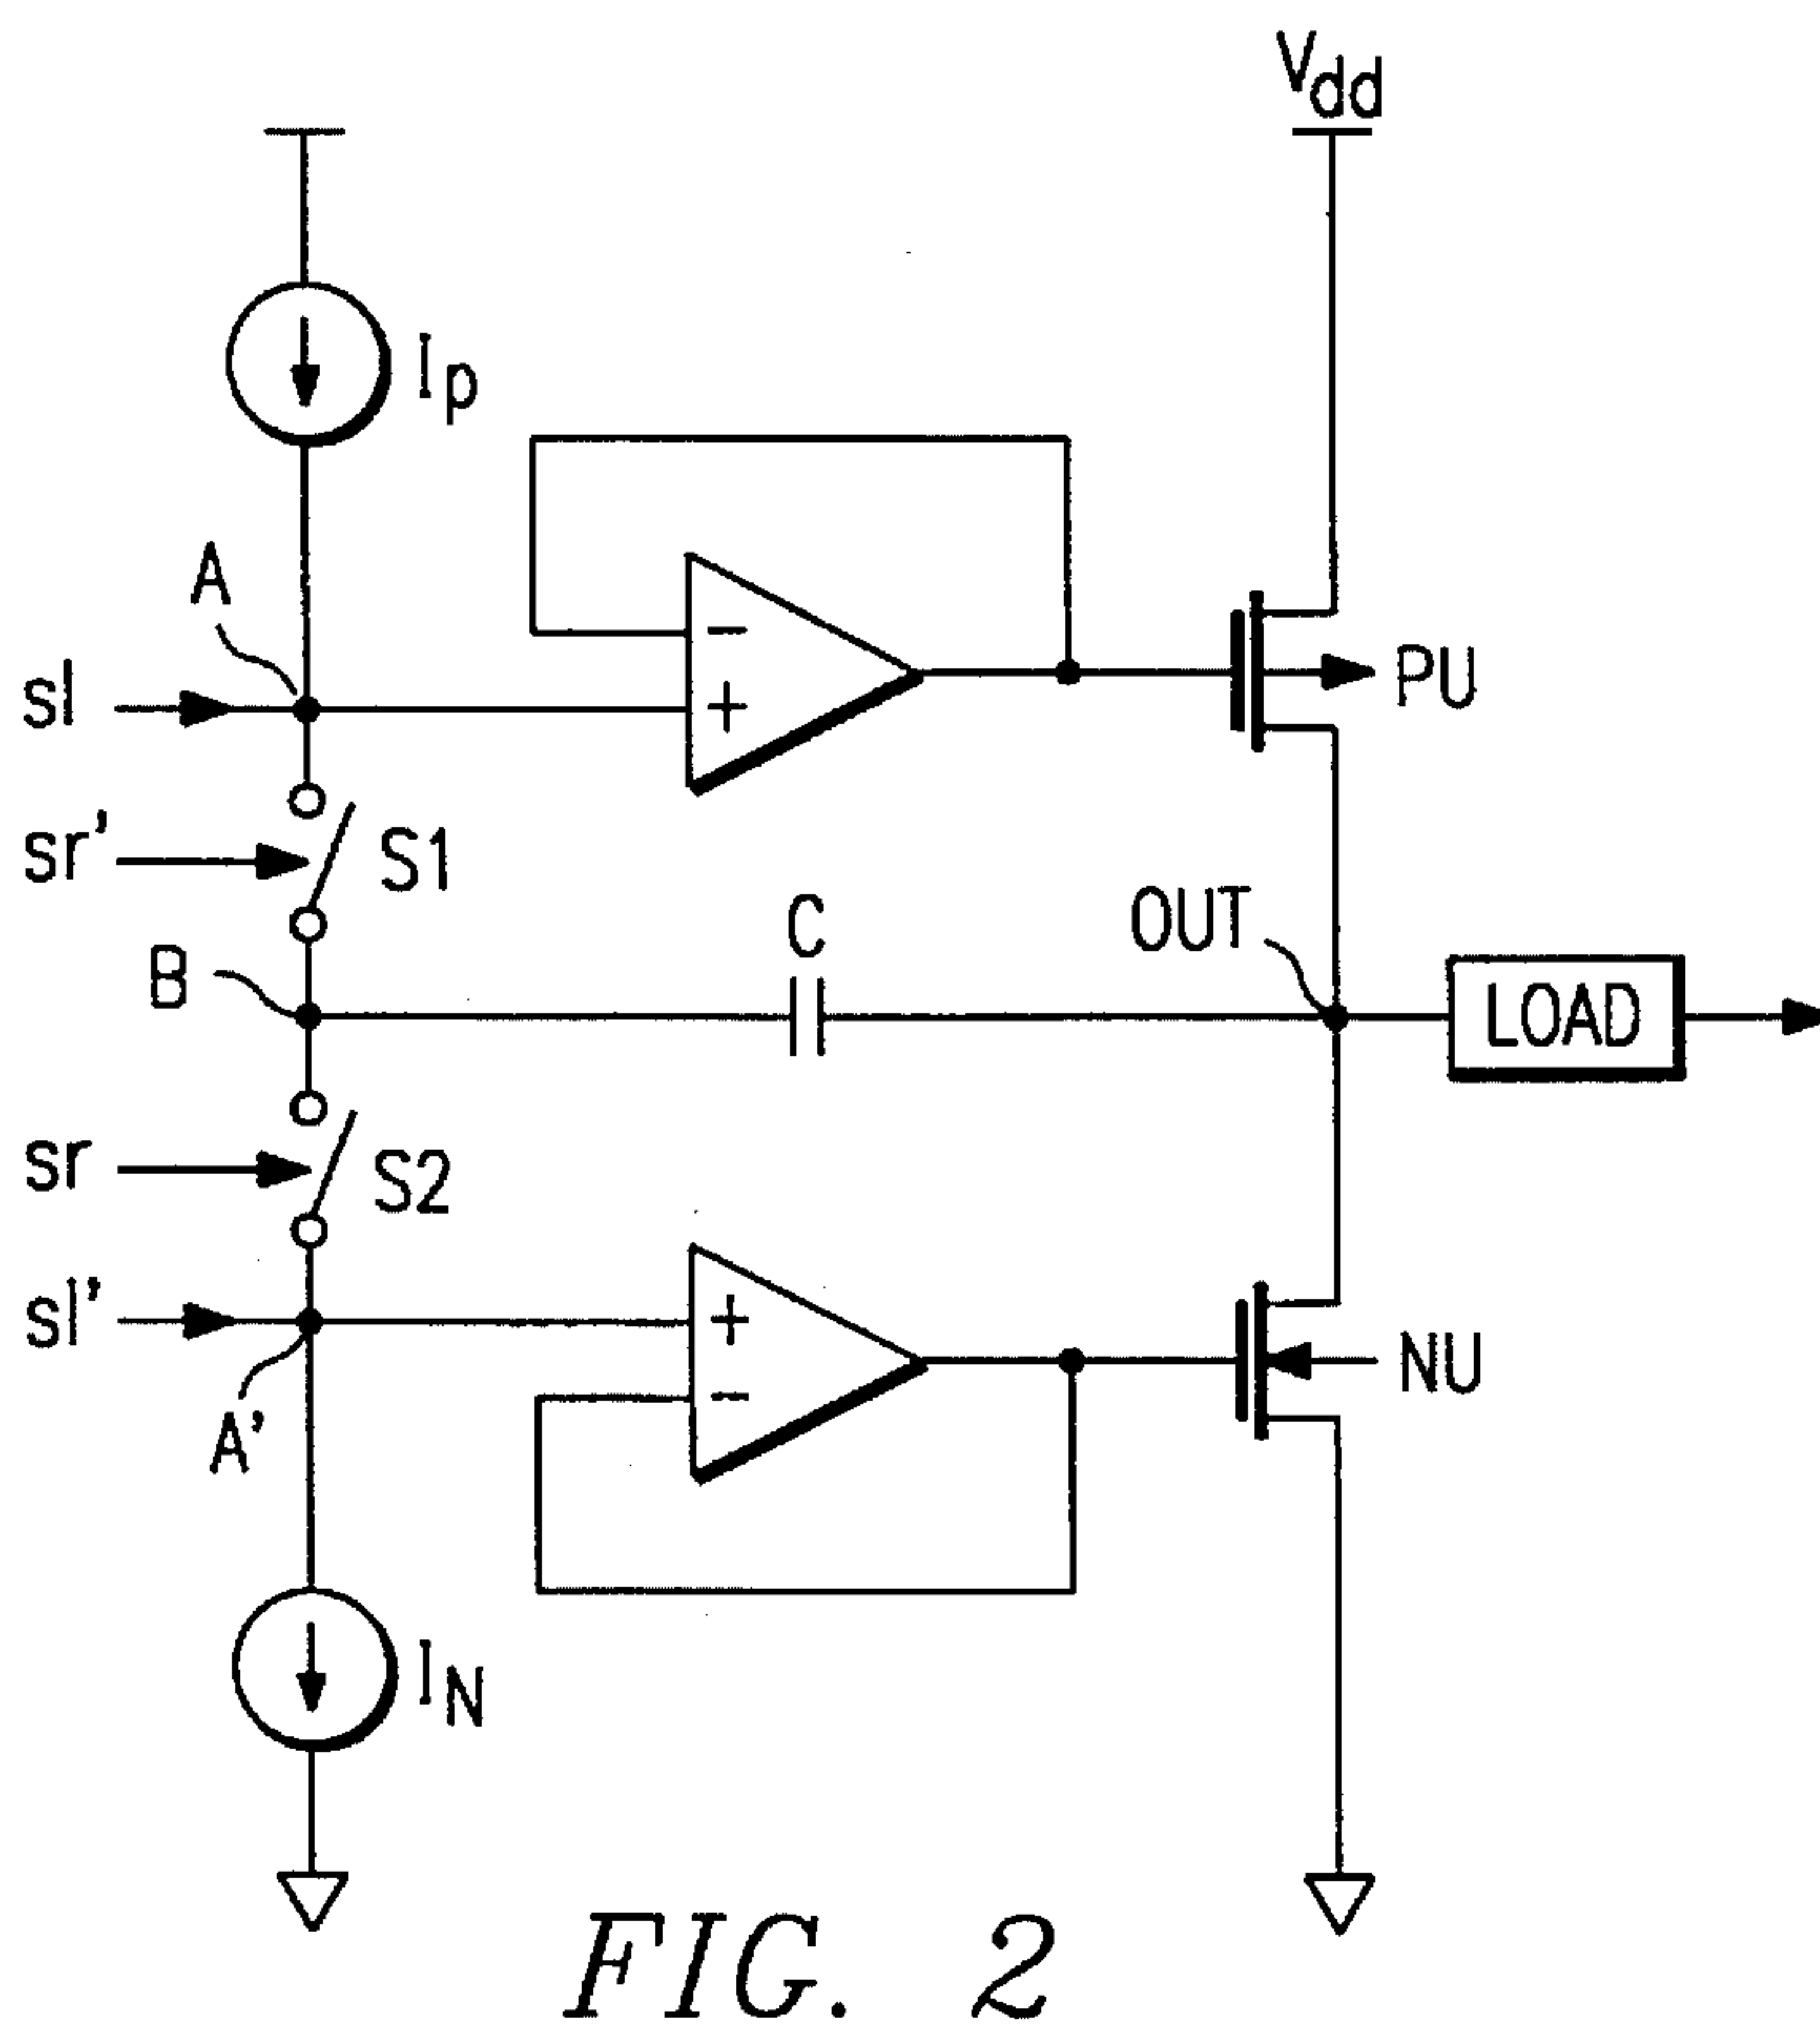 Vdd
Ip
A
sl
−
+
PU
sr'
S1
C
OUT
B
LOAD
sr
S2
sl'
+
−
NU
A'
IN
FIG. 2